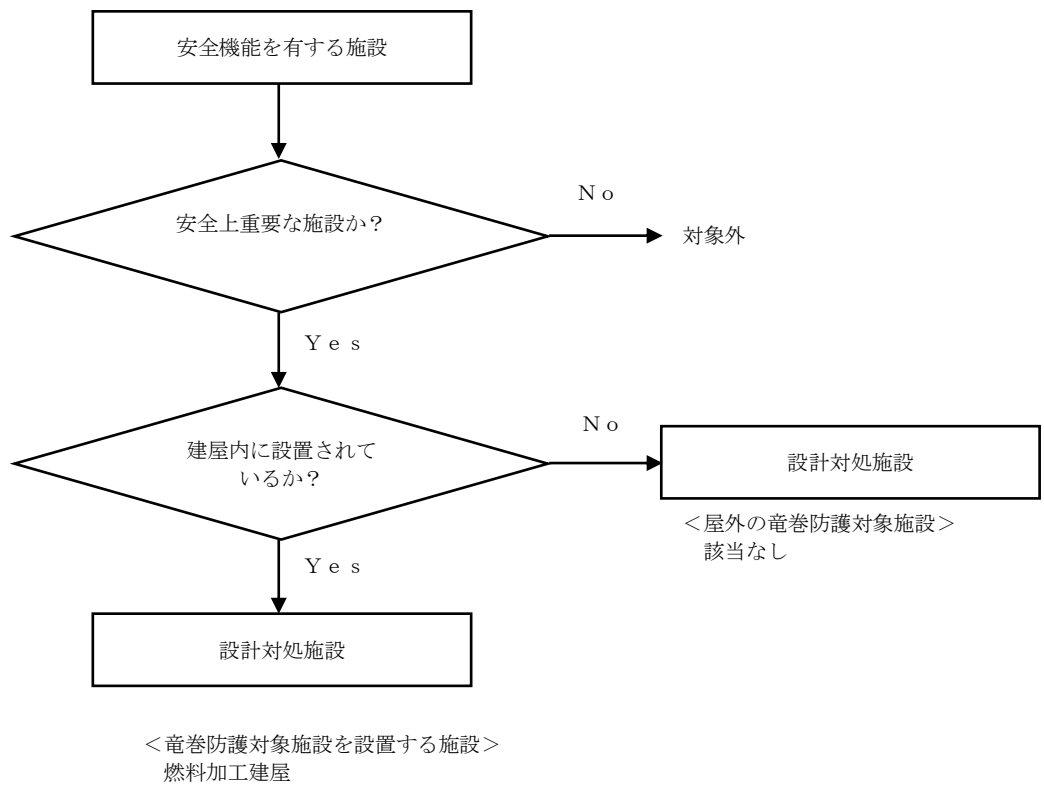 安全機能を有する施設
安全上重要な施設か？
Ｎｏ
対象外
Ｙｅｓ
建屋内に設置されて
いるか？
Ｎｏ
設計対処施設
＜屋外の竜巻防護対象施設＞
該当なし
Ｙｅｓ
設計対処施設
＜竜巻防護対象施設を設置する施設＞
燃料加工建屋